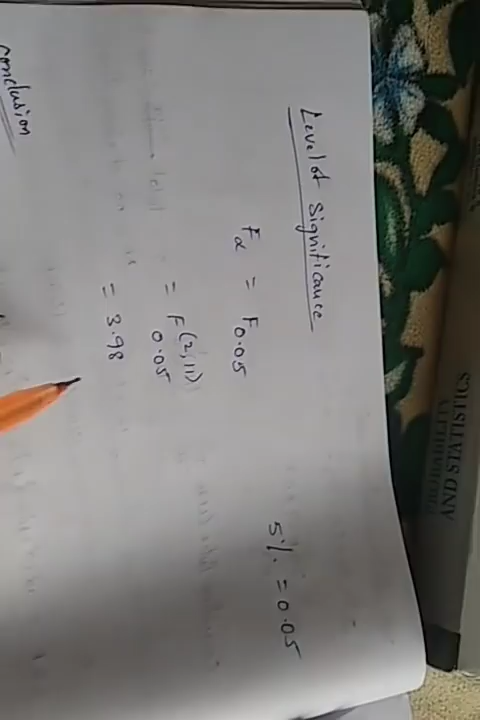 Level of Significance
5% = 0.05
Fα = F0.05
= F(2,11) 0.05
= 3.98
Conclusion
PROBABILITY
AND STATISTICS